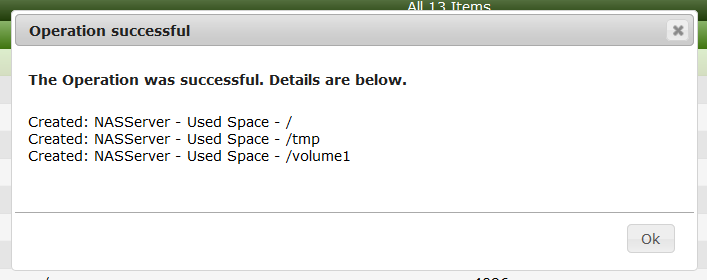 All 13 Items
Operation successful
The Operation was successful. Details are below.
Created: NASServer - Used Space - /
Created: NASServer - Used Space - /tmp
Created: NASServer - Used Space - /volume1
Ok